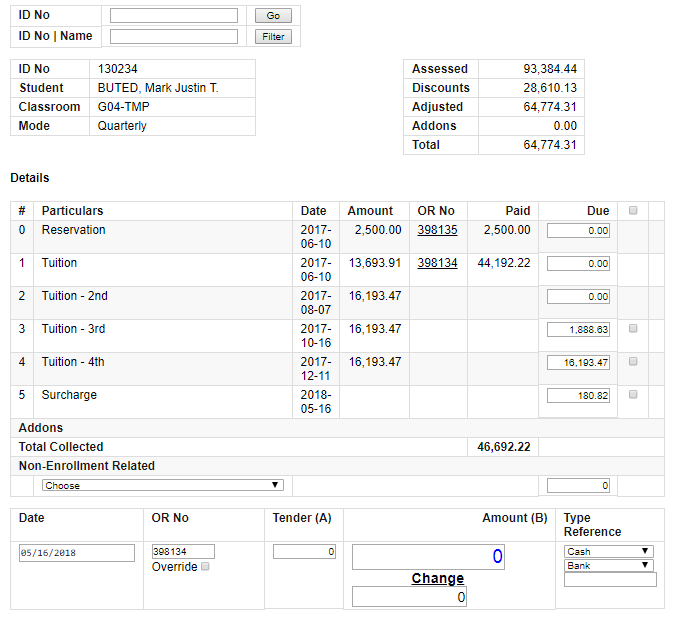 ID No Go
ID No | Name Filter
ID No 130234
Student BUTED, Mark Justin T.
Classroom G04-TMP
Mode Quarterly
Assessed 93,384.44
Discounts 28,610.13
Adjusted 64,774.31
Addons 0.00
Total 64,774.31
Details
# Particulars Date Amount OR No Paid Due
0 Reservation 2017-06-10 2,500.00 398135 2,500.00 0.00
1 Tuition 2017-06-10 13,693.91 398134 44,192.22 0.00
2 Tuition - 2nd 2017-08-07 16,193.47 0.00
3 Tuition - 3rd 2017-10-16 16,193.47 1,888.63
4 Tuition - 4th 2017-12-11 16,193.47 16,193.47
5 Surcharge 2018-05-16 180.82
Addons
Total Collected 46,692.22
Non-Enrollment Related
Choose 0
Date OR No Tender (A) Amount (B) Type Reference
05/16/2018 398134 0 0 Cash
Override Bank
Change
0